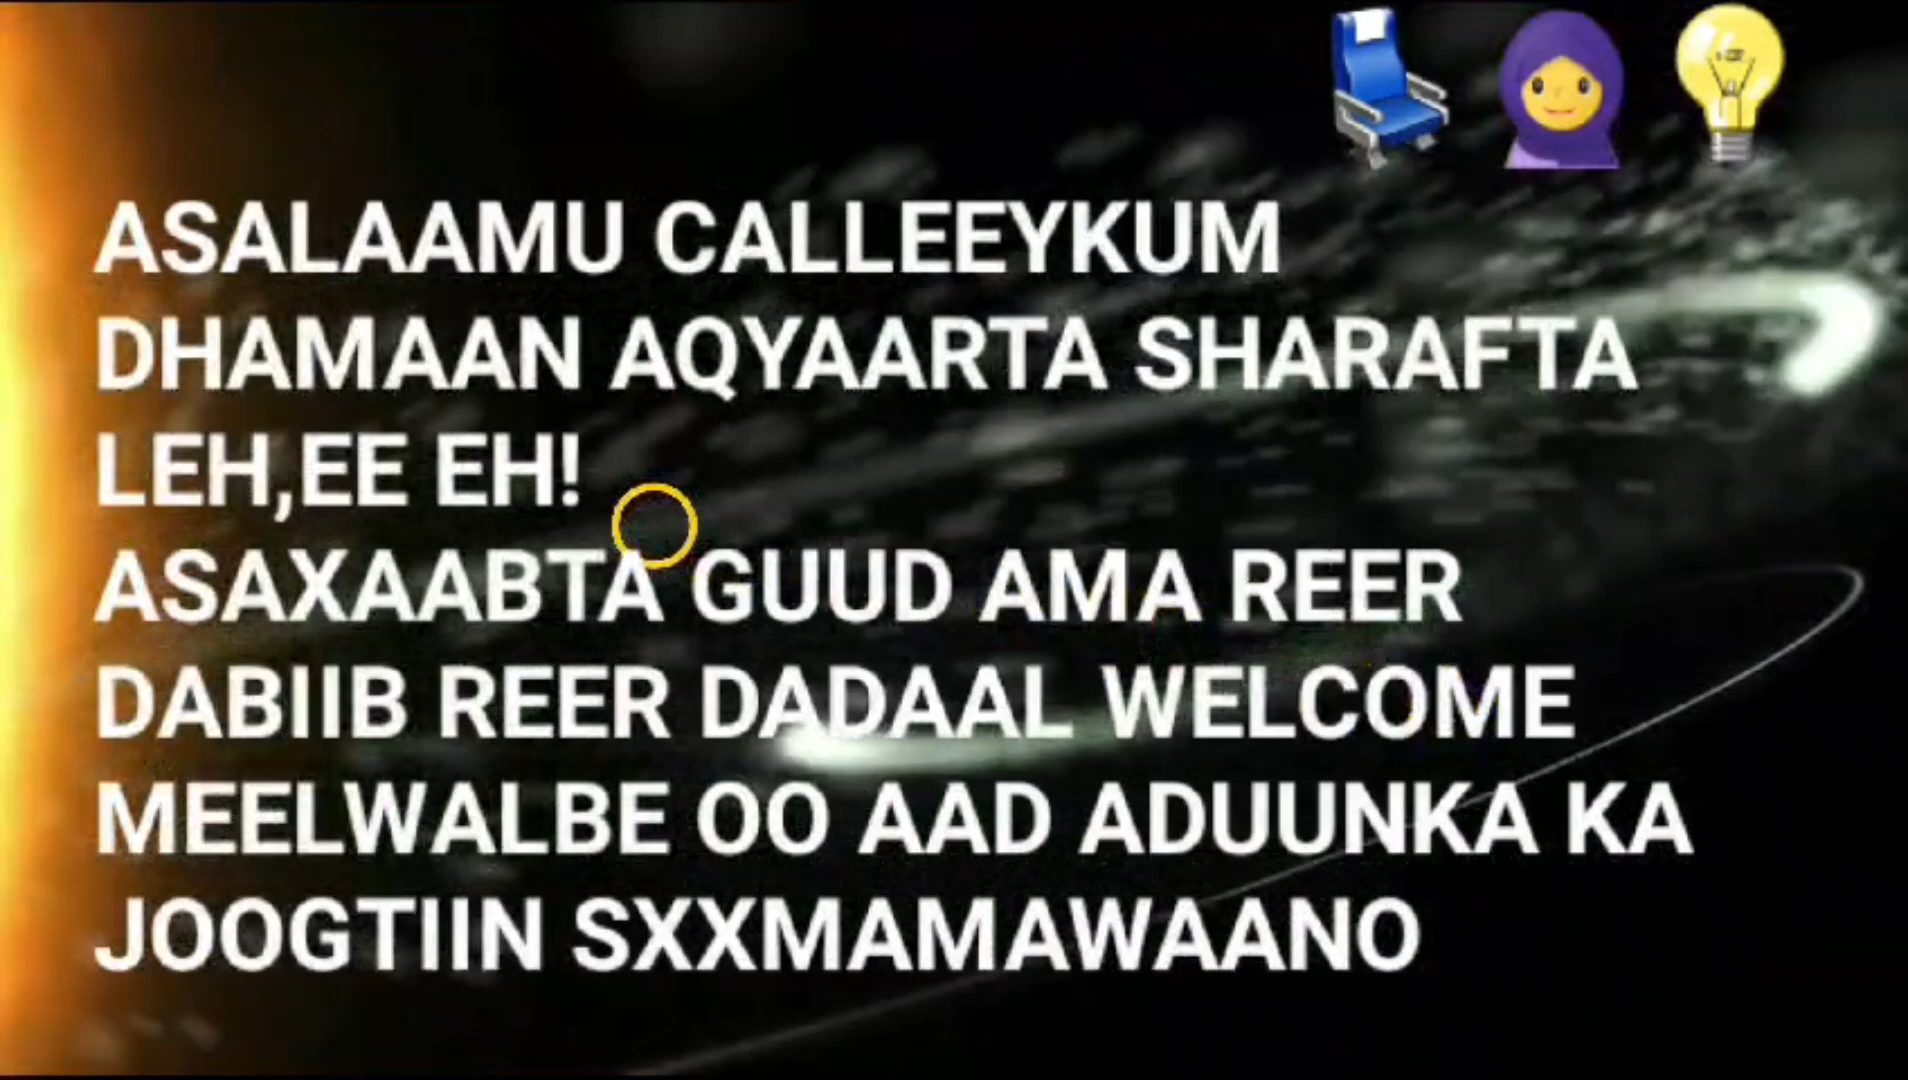 ASALAAMU CALLEEYKUM
DHAMAAN AQYAARTA SHARAFTA
LEH,EE EH!
ASAXAABTA GUUD AMA REER
DABIIB REER DADAAL WELCOME
MEELWALBE OO AAD ADUUNKA KA
JOOGTIIN SXXMAMAWAANO